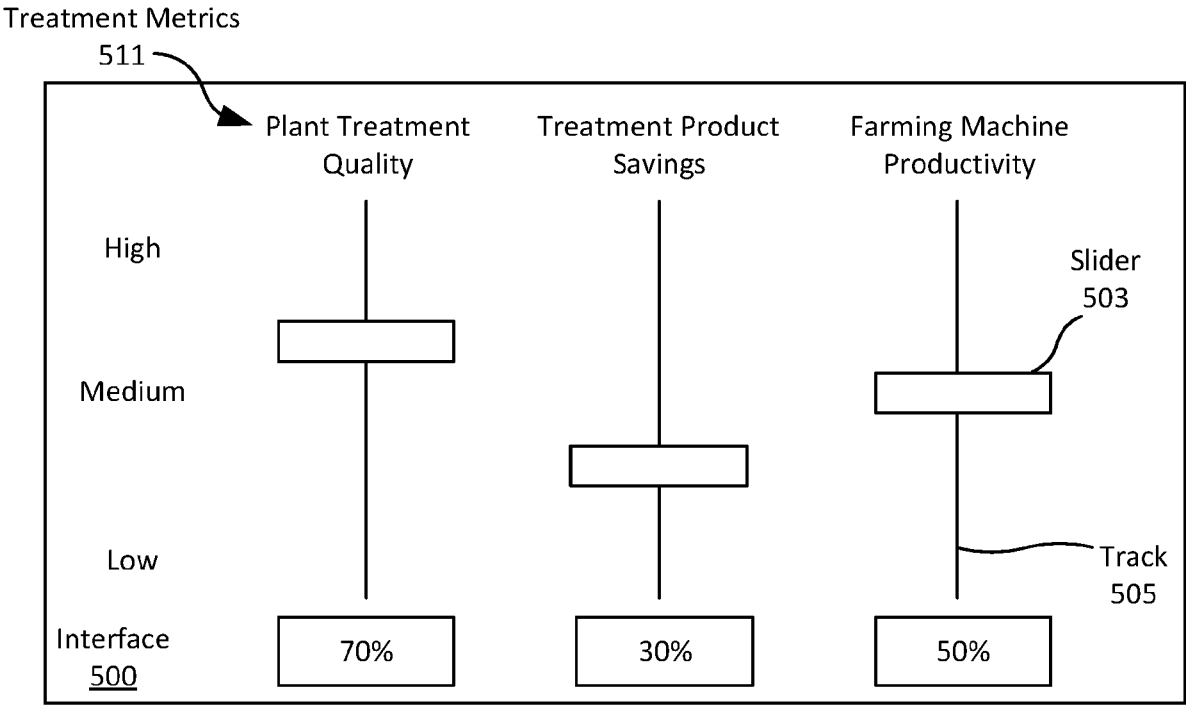 Treatment Metrics
511
Plant Treatment
Quality
Treatment Product
Savings
Farming Machine
Productivity
High
Slider
503
Medium
Low
Track
505
Interface
500
70%
30%
50%